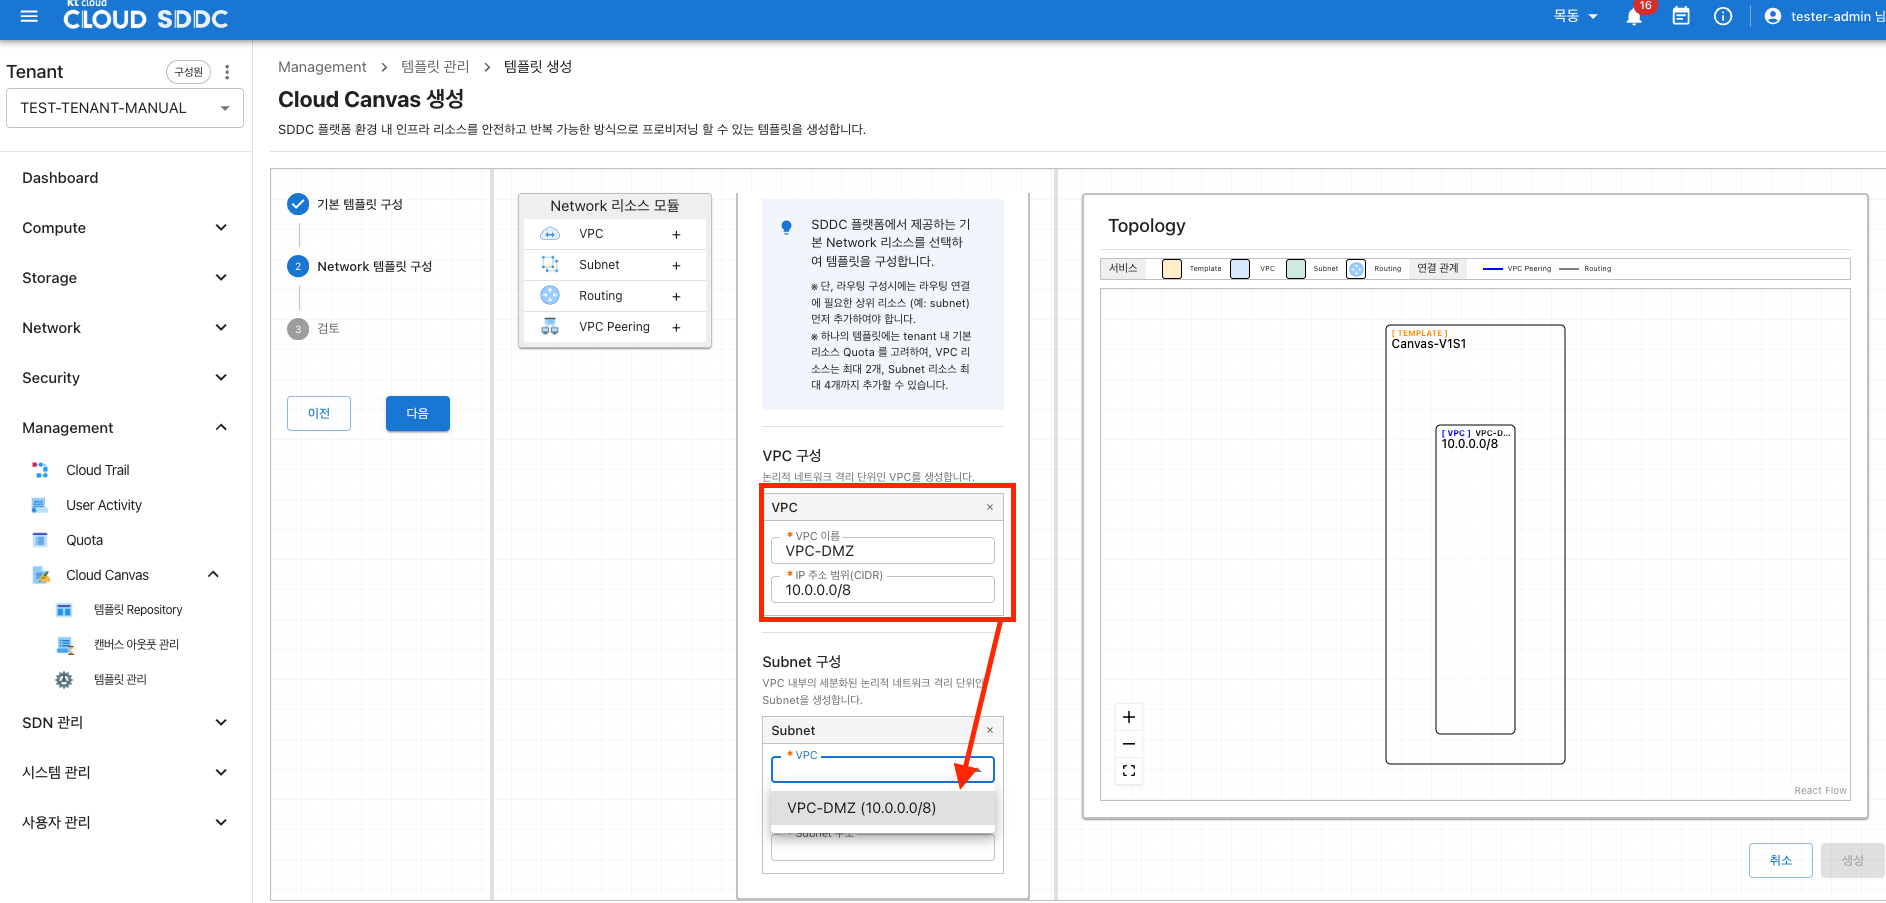 kt cloud
CLOUD SDDC
목동
16
tester-admin 님
Tenant
구성원
TEST-TENANT-MANUAL
Dashboard
Compute
Storage
Network
Security
Management
Cloud Trail
User Activity
Quota
Cloud Canvas
템플릿 Repository
캔버스 아웃풋 관리
템플릿 관리
SDN 관리
시스템 관리
사용자 관리
Management > 템플릿 관리 > 템플릿 생성
Cloud Canvas 생성
SDDC 플랫폼 환경 내 인프라 리소스를 안전하고 반복 가능한 방식으로 프로비저닝 할 수 있는 템플릿을 생성합니다.
기본 템플릿 구성
2 Network 템플릿 구성
3 검토
이전
다음
Network 리소스 모듈
VPC +
Subnet +
Routing +
VPC Peering +
SDDC 플랫폼에서 제공하는 기
본 Network 리소스를 선택하
여 템플릿을 구성합니다.
※ 단, 라우팅 구성시에는 라우팅 연결
에 필요한 상위 리소스 (예: subnet)
먼저 추가하여야 합니다.
※ 하나의 템플릿에는 tenant 내 기본
리소스 Quota 를 고려하여, VPC 리
소스는 최대 2개, Subnet 리소스 최
대 4개까지 추가할 수 있습니다.
VPC 구성
논리적 네트워크 격리 단위인 VPC를 생성합니다.
VPC ×
* VPC 이름
VPC-DMZ
* IP 주소 범위(CIDR)
10.0.0.0/8
Subnet 구성
VPC 내부의 세분화된 논리적 네트워크 격리 단위인
Subnet을 생성합니다.
Subnet ×
* VPC
VPC-DMZ (10.0.0.0/8)
Topology
서비스 Template VPC Subnet Routing 연결 관계 VPC Peering Routing
[ TEMPLATE ]
Canvas-V1S1
[ VPC ] VPC-D...
10.0.0.0/8
React Flow
취소
생성